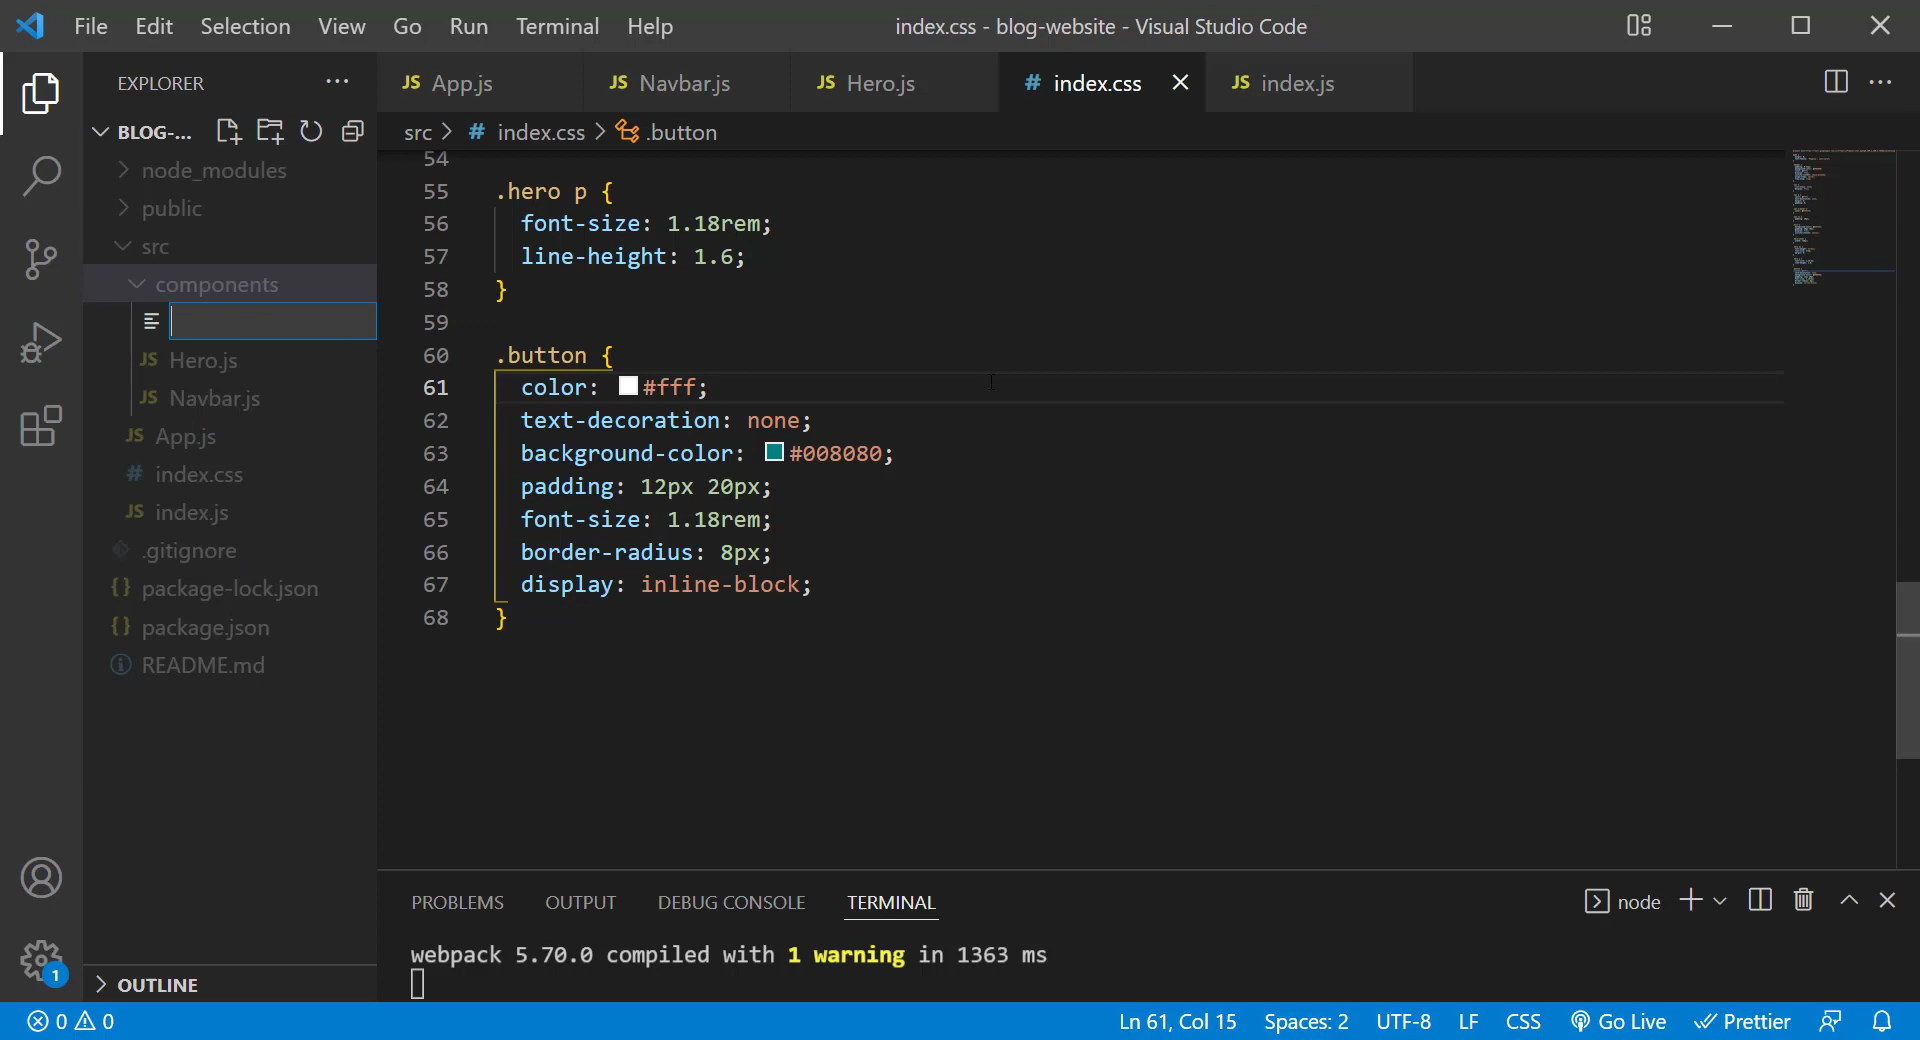 File Edit Selection View Go Run Terminal Help
index.css - blog-website - Visual Studio Code
EXPLORER
BLOG-...
node_modules
public
src
components
JS Hero.js
JS Navbar.js
JS App.js
# index.css
JS index.js
.gitignore
{} package-lock.json
{} package.json
README.md
OUTLINE
1
JS App.js JS Navbar.js JS Hero.js # index.css JS index.js
src > # index.css > .button
54
55 .hero p {
56 font-size: 1.18rem;
57 line-height: 1.6;
58 }
59
60 .button {
61 color: #fff;
62 text-decoration: none;
63 background-color: #008080;
64 padding: 12px 20px;
65 font-size: 1.18rem;
66 border-radius: 8px;
67 display: inline-block;
68 }
PROBLEMS OUTPUT DEBUG CONSOLE TERMINAL
node
webpack 5.70.0 compiled with 1 warning in 1363 ms
0 0
Ln 61, Col 15 Spaces: 2 UTF-8 LF CSS Go Live Prettier